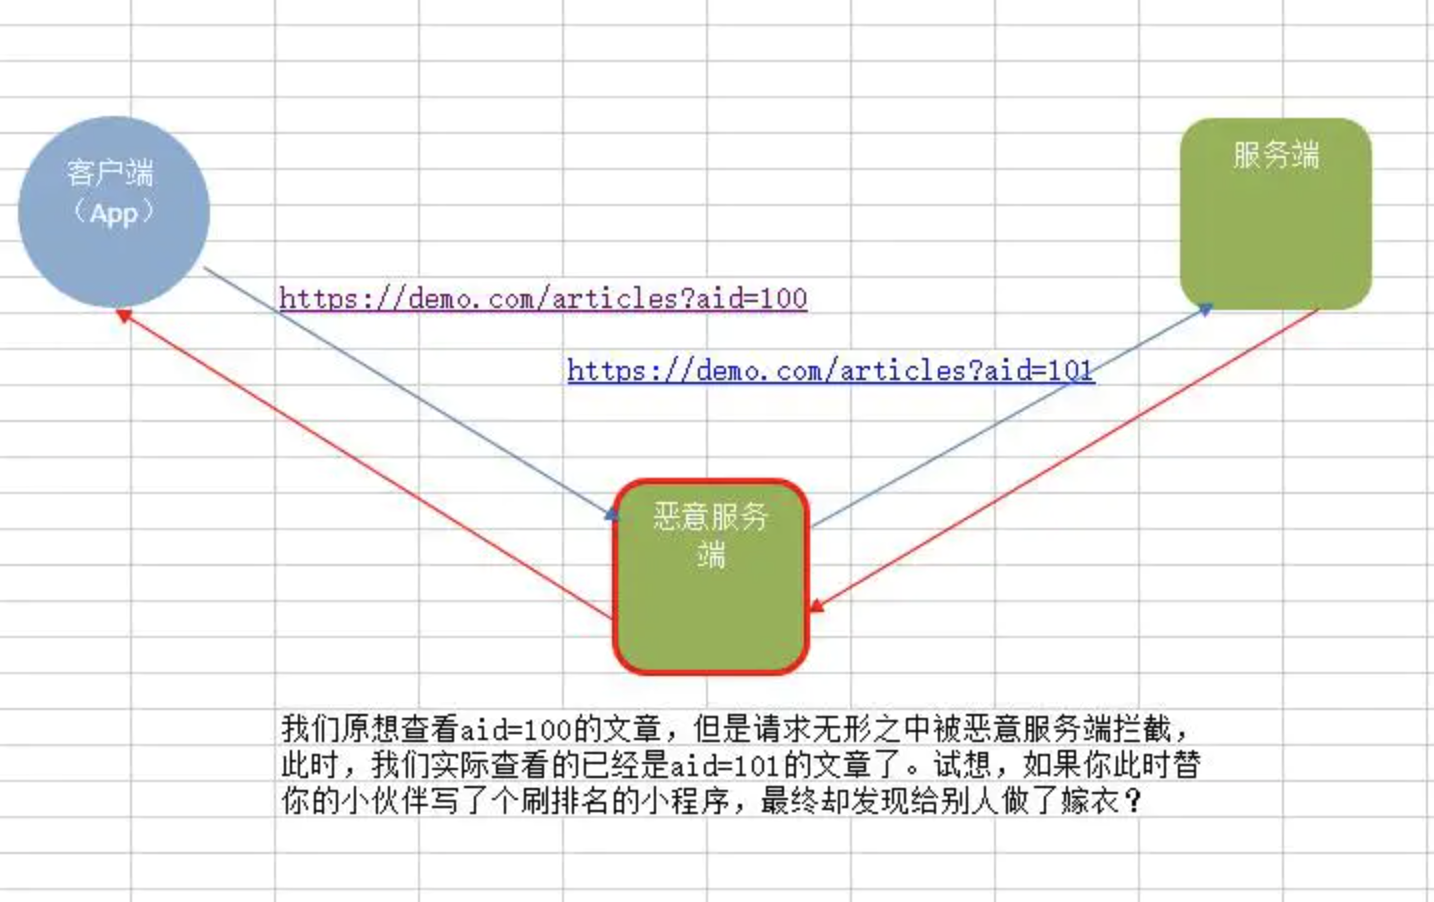 客户端
（App）
服务端
https://demo.com/articles?aid=100
https://demo.com/articles?aid=101
恶意服务
端
我们原想查看aid=100的文章，但是请求无形之中被恶意服务端拦截，
此时，我们实际查看的已经是aid=101的文章了。试想，如果你此时替
你的小伙伴写了个刷排名的小程序，最终却发现给别人做了嫁衣？